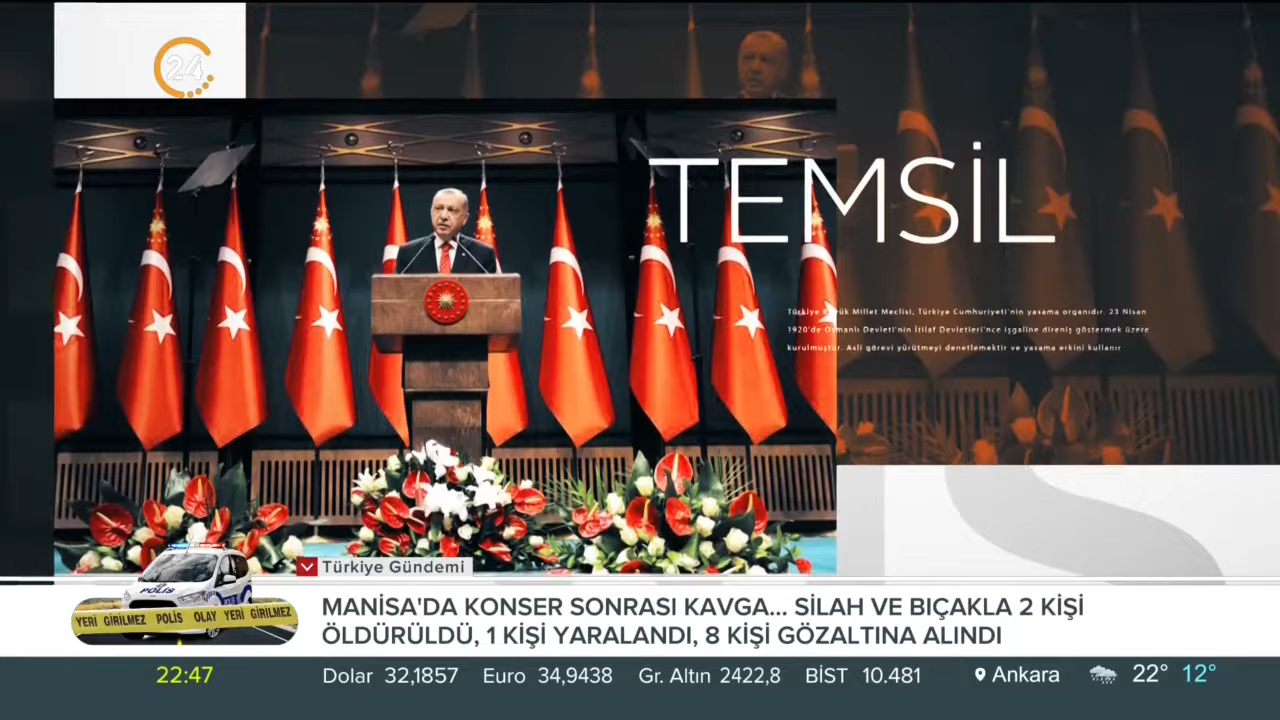 24
TEMSİL
Türkiye Büyük Millet Meclisi, Türkiye Cumhuriyeti'nin yasama organıdır. 23 Nisan
1920'de Osmanlı Devleti'nin İtilaf Devletleri'nce işgaline direniş göstermek üzere
kurulmuştur. Asli görevi yürütmeyi denetlemektir ve yasama erkini kullanır
Türkiye Gündemi
POLİS
YERİ GİRİLMEZ POLİS OLAY YERİ GİRİLMEZ
MANİSA'DA KONSER SONRASI KAVGA... SİLAH VE BIÇAKLA 2 KİŞİ
ÖLDÜRÜLDÜ, 1 KİŞİ YARALANDI, 8 KİŞİ GÖZALTINA ALINDI
22:47 Dolar 32,1857 Euro 34,9438 Gr. Altın 2422,8 BİST 10.481 Ankara 22° 12°